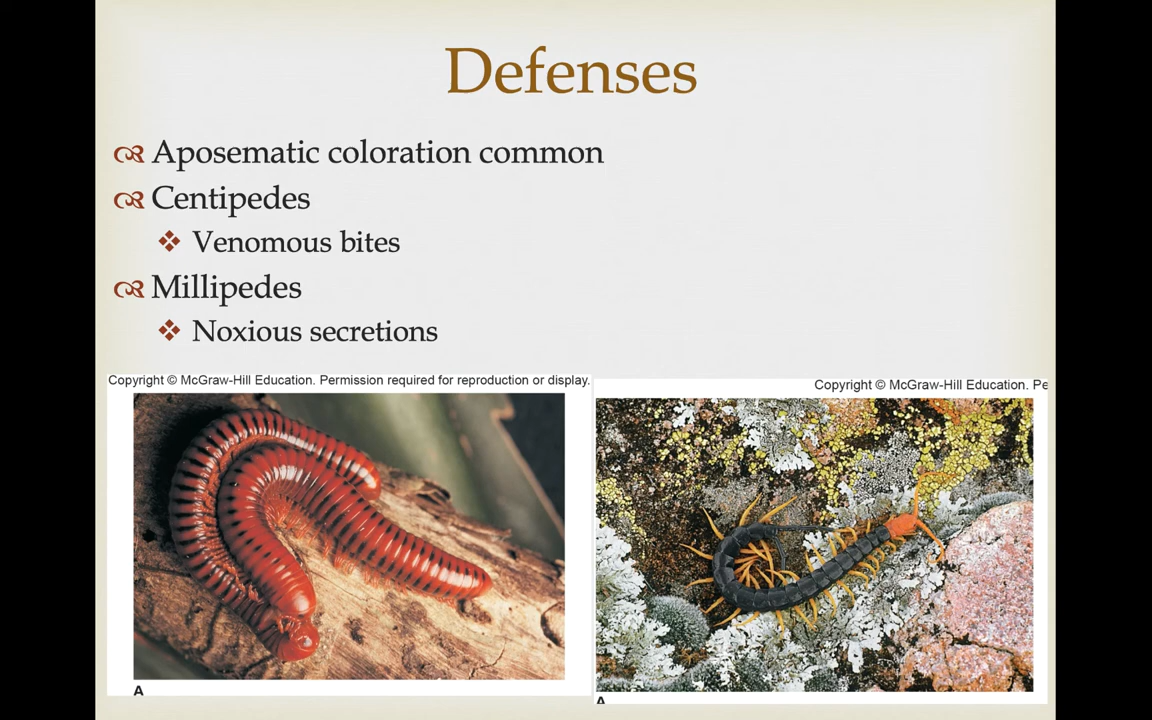 Defenses
Aposematic coloration common
Centipedes
Venomous bites
Millipedes
Noxious secretions
Copyright © McGraw-Hill Education. Permission required for reproduction or display.
Copyright © McGraw-Hill Education. Pe
A
A